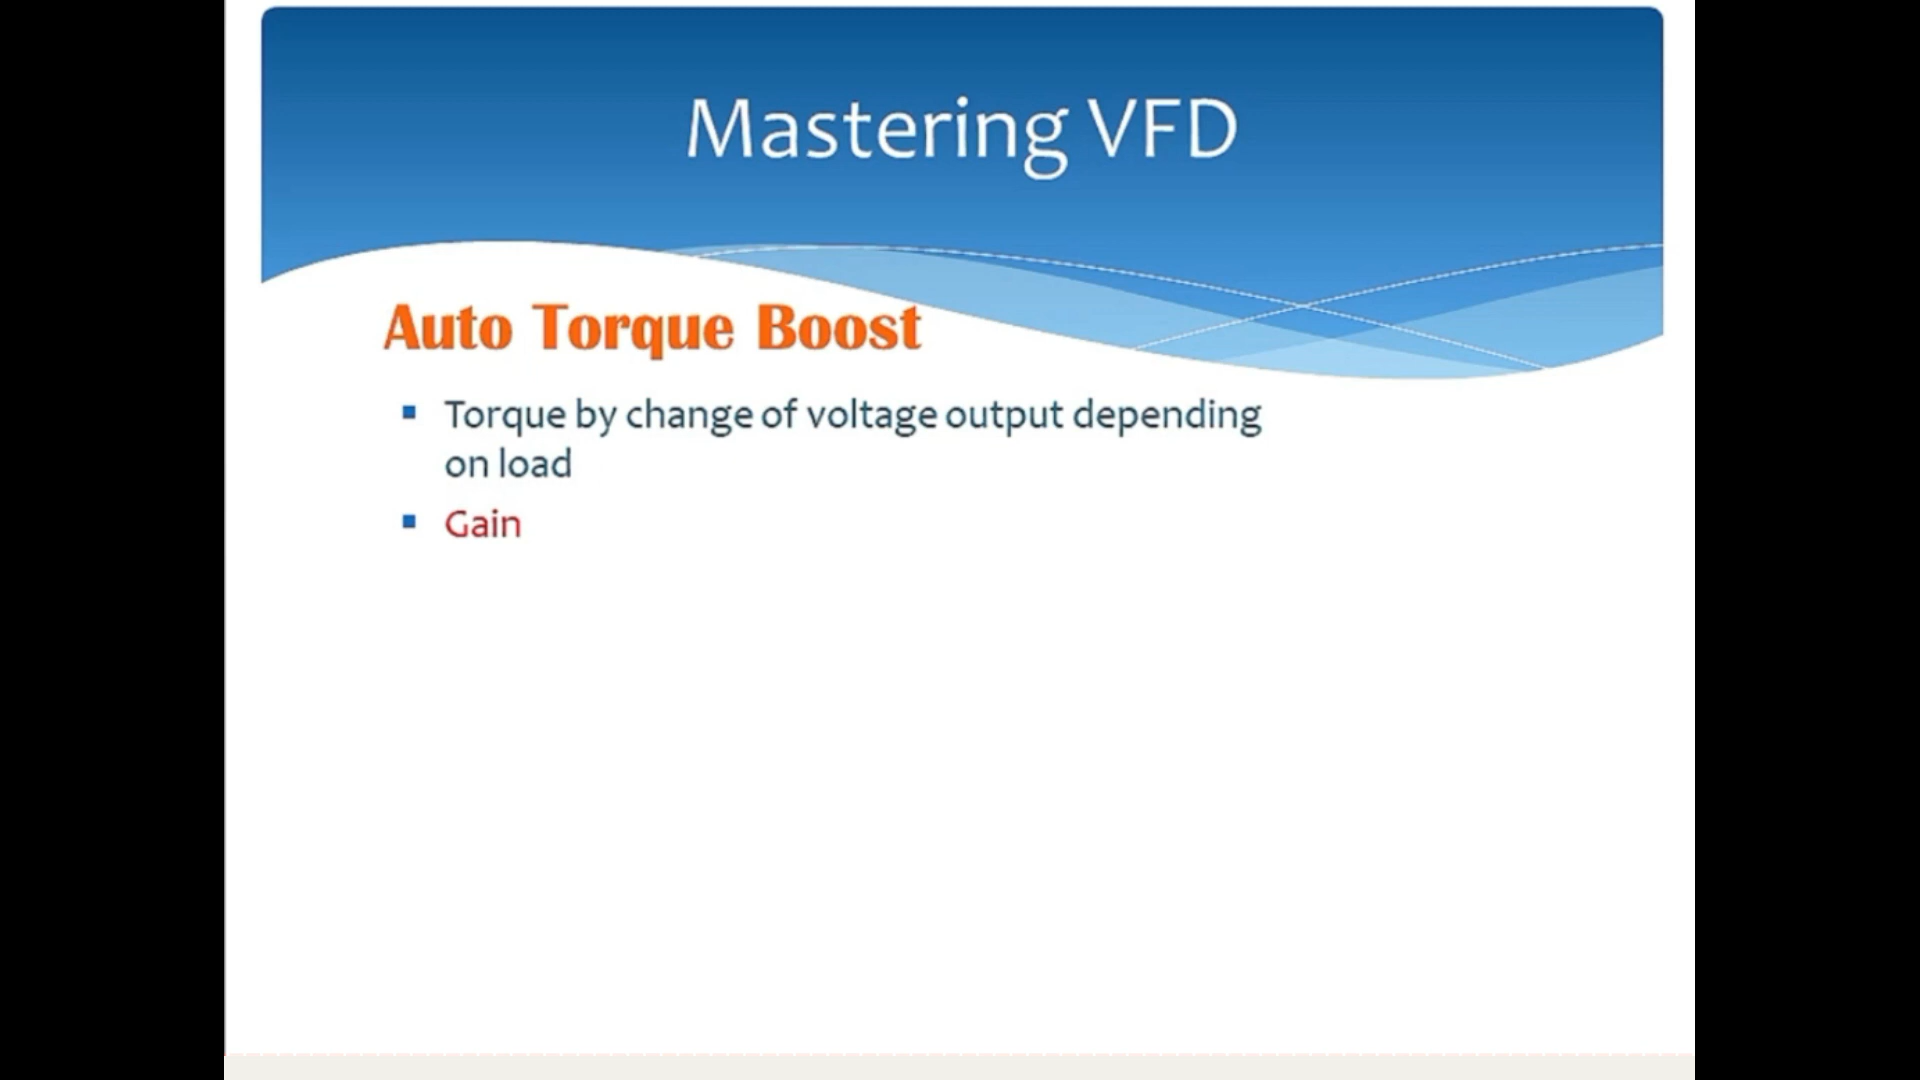 Mastering VFD
Auto Torque Boost
Torque by change of voltage output depending
on load
Gain